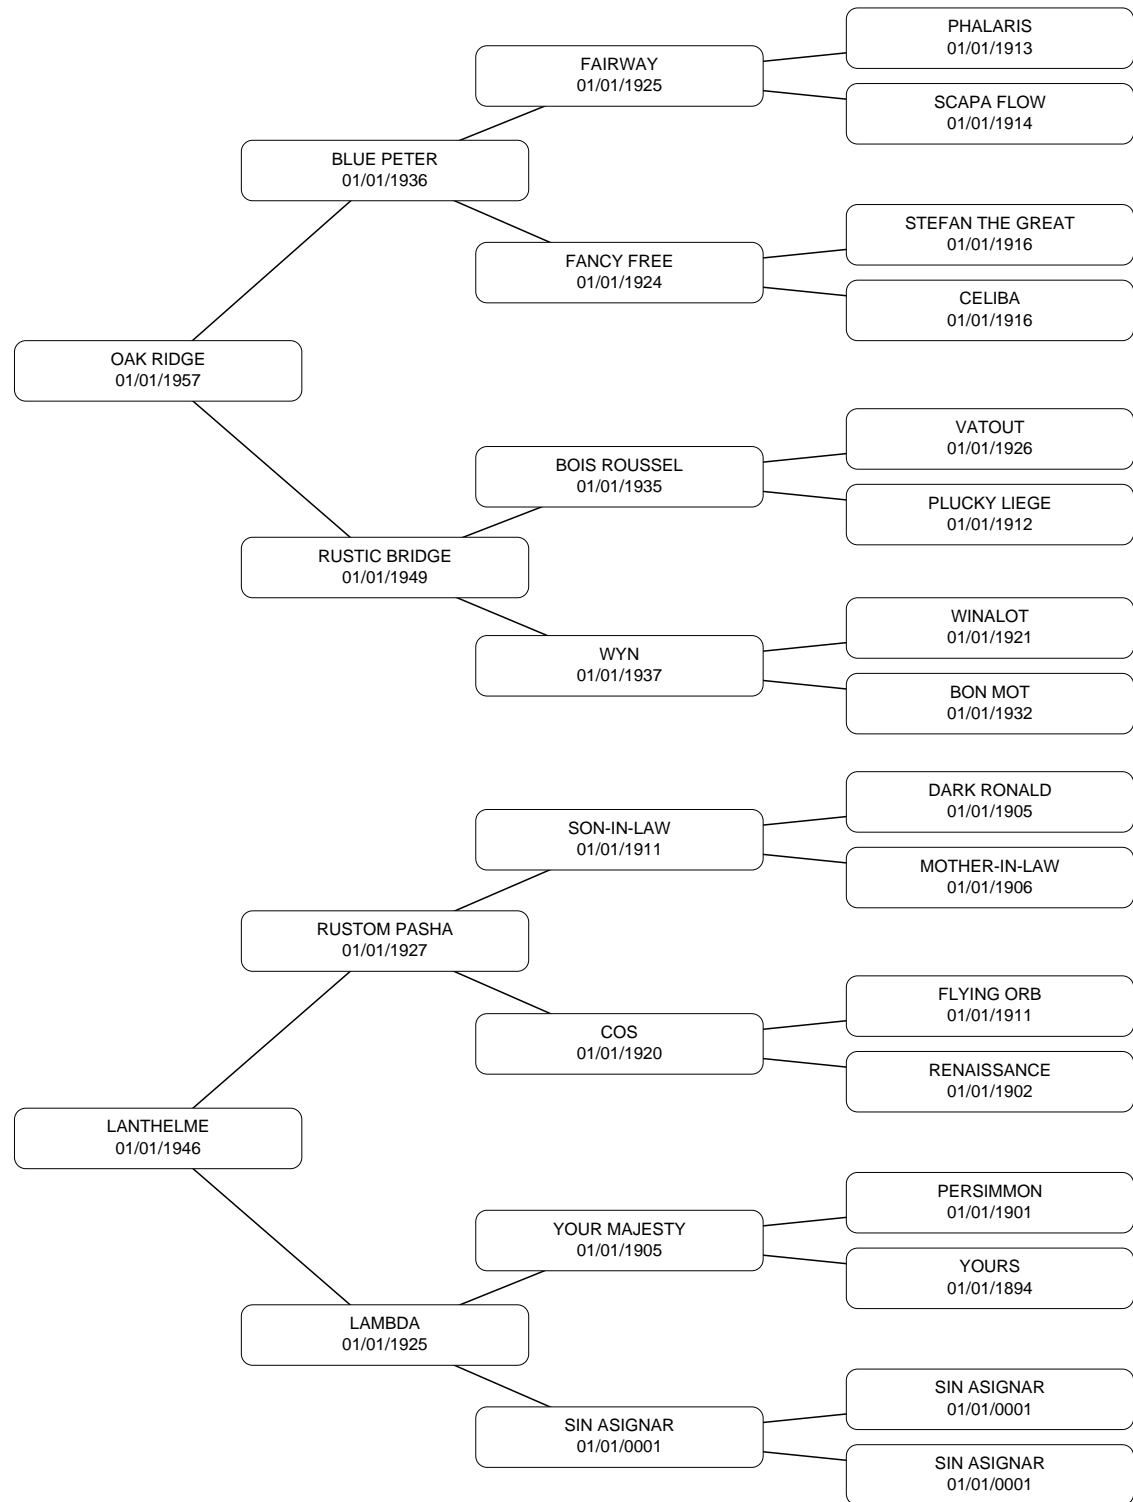 PHALARIS
01/01/1913
FAIRWAY
01/01/1925
SCAPA FLOW
01/01/1914
BLUE PETER
01/01/1936
STEFAN THE GREAT
01/01/1916
FANCY FREE
01/01/1924
CELIBA
01/01/1916
OAK RIDGE
01/01/1957
VATOUT
01/01/1926
BOIS ROUSSEL
01/01/1935
PLUCKY LIEGE
01/01/1912
RUSTIC BRIDGE
01/01/1949
WINALOT
01/01/1921
WYN
01/01/1937
BON MOT
01/01/1932
DARK RONALD
01/01/1905
SON-IN-LAW
01/01/1911
MOTHER-IN-LAW
01/01/1906
RUSTOM PASHA
01/01/1927
FLYING ORB
01/01/1911
COS
01/01/1920
RENAISSANCE
01/01/1902
LANTHELME
01/01/1946
PERSIMMON
01/01/1901
YOUR MAJESTY
01/01/1905
YOURS
01/01/1894
LAMBDA
01/01/1925
SIN ASIGNAR
01/01/0001
SIN ASIGNAR
01/01/0001
SIN ASIGNAR
01/01/0001